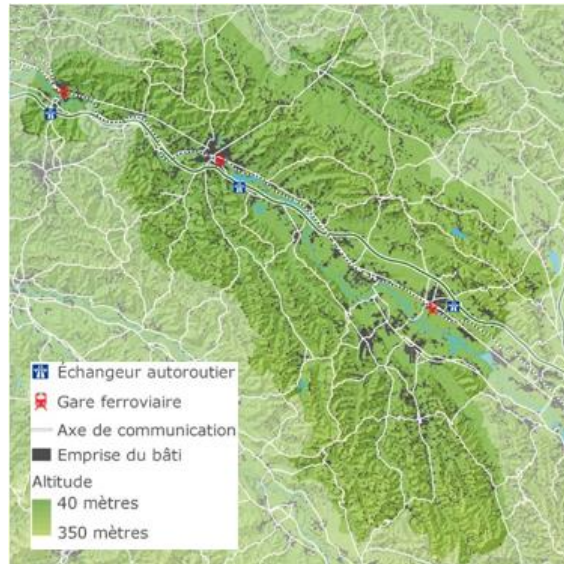 Échangeur autoroutier
Gare ferroviaire
Axe de communication
Emprise du bâti
Altitude
40 mètres
350 mètres